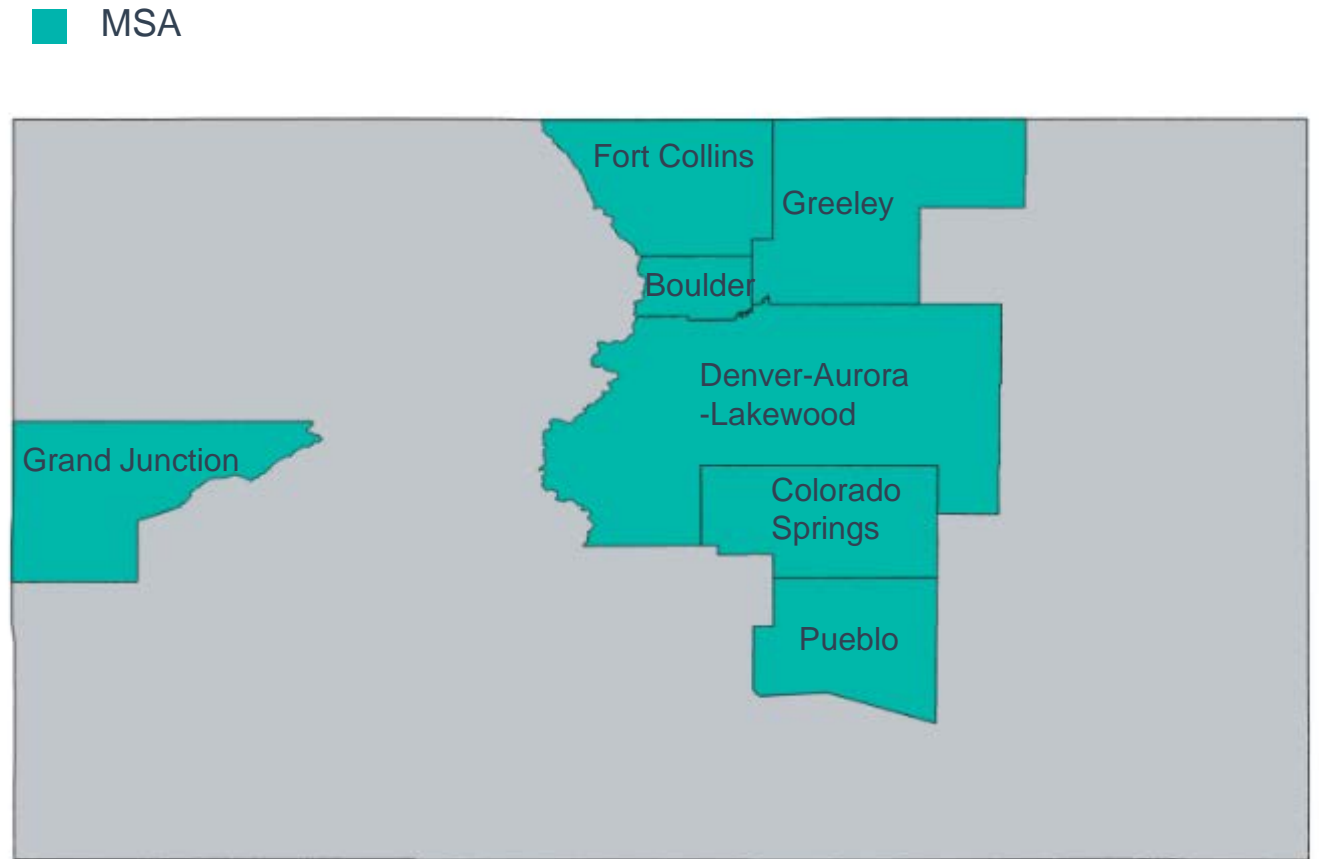 MSA
Fort Collins
Greeley
Boulder
Denver-Aurora
-Lakewood
Grand Junction
Colorado
Springs
Pueblo